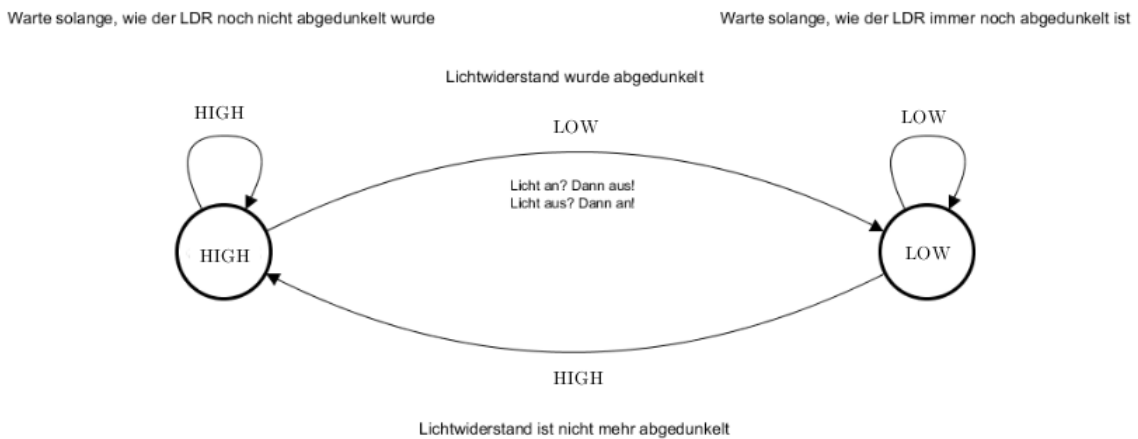 Warte solange, wie der LDR noch nicht abgedunkelt wurde
Warte solange, wie der LDR immer noch abgedunkelt ist
Lichtwiderstand wurde abgedunkelt
HIGH
LOW
LOW
Licht an? Dann aus!
Licht aus? Dann an!
HIGH
LOW
HIGH
Lichtwiderstand ist nicht mehr abgedunkelt